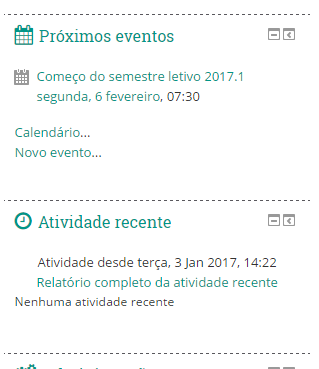 Próximos eventos
Começo do semestre letivo 2017.1
segunda, 6 fevereiro, 07:30
Calendário...
Novo evento...
Atividade recente
Atividade desde terça, 3 Jan 2017, 14:22
Relatório completo da atividade recente
Nenhuma atividade recente